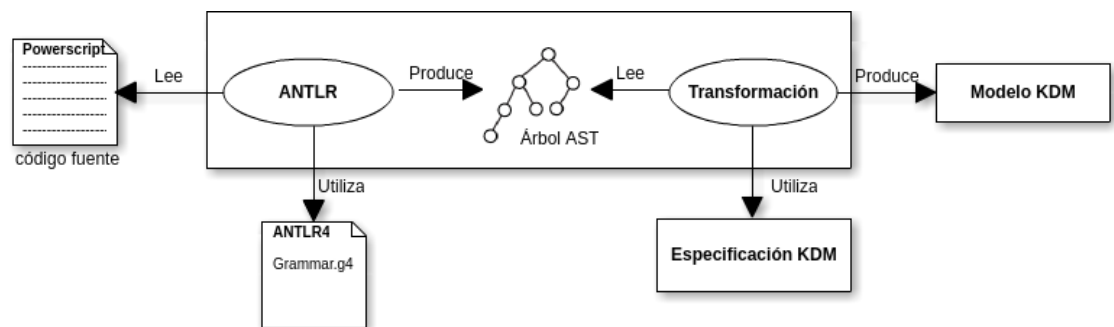 Powerscript
Lee
código fuente
ANTLR
Produce
Árbol AST
Lee
Transformación
Produce
Modelo KDM
Utiliza
ANTLR4
Grammar.g4
Utiliza
Especificación KDM